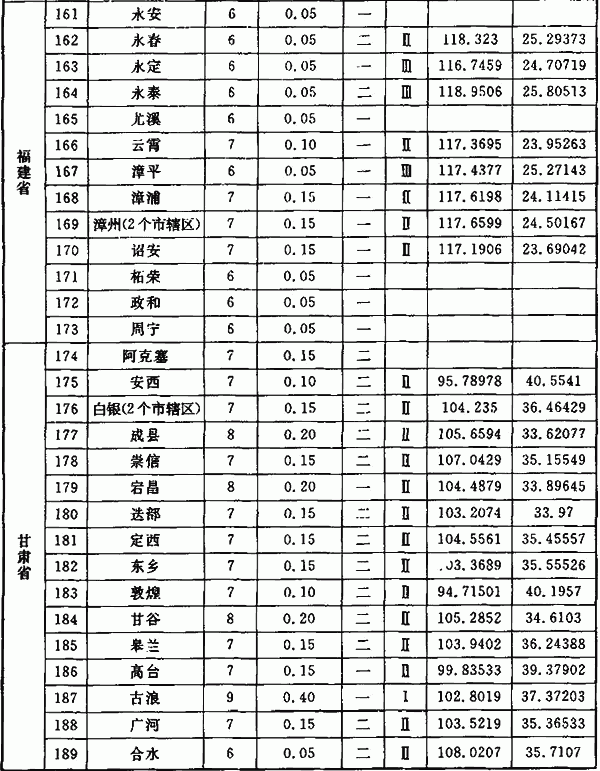 福建省
161 永安 6 0.05 一
162 永春 6 0.05 二 Ⅱ 118.323 25.29373
163 永定 6 0.05 一 Ⅲ 116.7459 24.70719
164 永泰 6 0.05 二 Ⅲ 118.9506 25.80513
165 尤溪 6 0.05 一
166 云霄 7 0.10 一 Ⅱ 117.3695 23.95263
167 漳平 6 0.05 一 Ⅲ 117.4377 25.27143
168 漳浦 7 0.15 一 Ⅱ 117.6198 24.11415
169 漳州(2个市辖区) 7 0.15 一 Ⅱ 117.6599 24.50167
170 诏安 7 0.15 一 Ⅱ 117.1906 23.69042
171 柘荣 6 0.05 一
172 政和 6 0.05 一
173 周宁 6 0.05 一
甘肃省
174 阿克塞 7 0.15 二
175 安西 7 0.10 二 Ⅱ 95.78978 40.5541
176 白银(2个市辖区) 7 0.15 二 Ⅱ 104.235 36.46429
177 成县 8 0.20 二 Ⅱ 105.6594 33.62077
178 崇信 7 0.15 二 Ⅱ 107.0429 35.15549
179 宕昌 8 0.20 一 Ⅱ 104.4879 33.89645
180 迭部 7 0.15 二 Ⅱ 103.2074 33.97
181 定西 7 0.15 二 Ⅱ 104.5561 35.45557
182 东乡 7 0.15 二 Ⅱ 03.3689 35.55526
183 敦煌 7 0.10 二 Ⅱ 94.71501 40.1957
184 甘谷 8 0.20 二 Ⅱ 105.2852 34.6103
185 皋兰 7 0.15 二 Ⅱ 103.9402 36.24388
186 高台 7 0.15 一 Ⅱ 99.83533 39.37902
187 古浪 9 0.40 一 Ⅰ 102.8019 37.37203
188 广河 7 0.15 二 Ⅱ 103.5219 35.36533
189 合水 6 0.05 二 Ⅱ 108.0207 35.7107